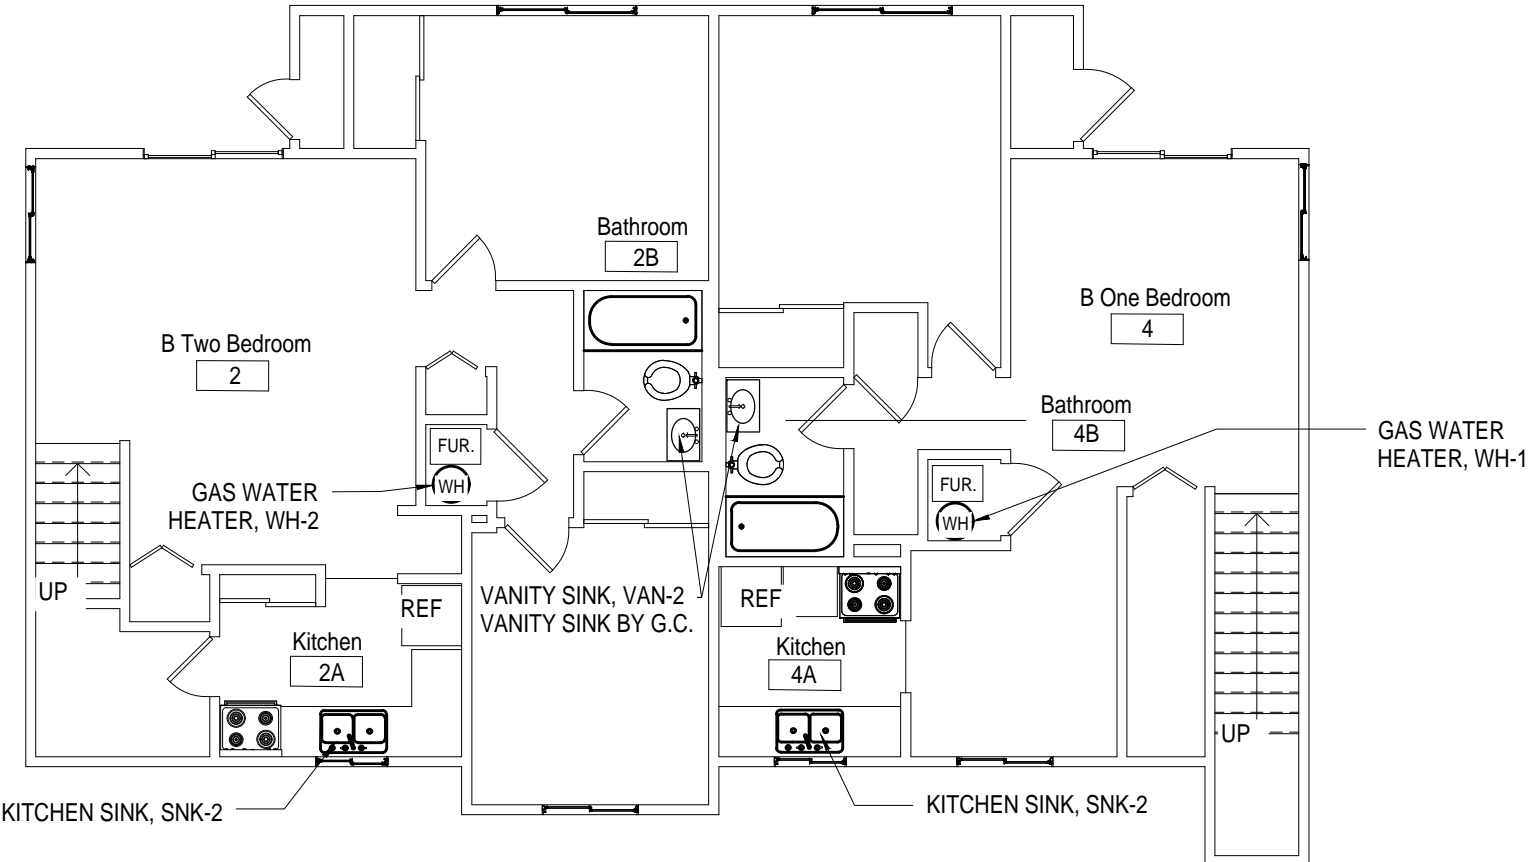 Bathroom
2B
B One Bedroom
4
B Two Bedroom
2
Bathroom
4B
GAS WATER
HEATER, WH-1
FUR.
WH
GAS WATER
HEATER, WH-2
FUR.
WH
UP
REF
VANITY SINK, VAN-2
VANITY SINK BY G.C.
REF
Kitchen
2A
Kitchen
4A
UP
KITCHEN SINK, SNK-2
KITCHEN SINK, SNK-2